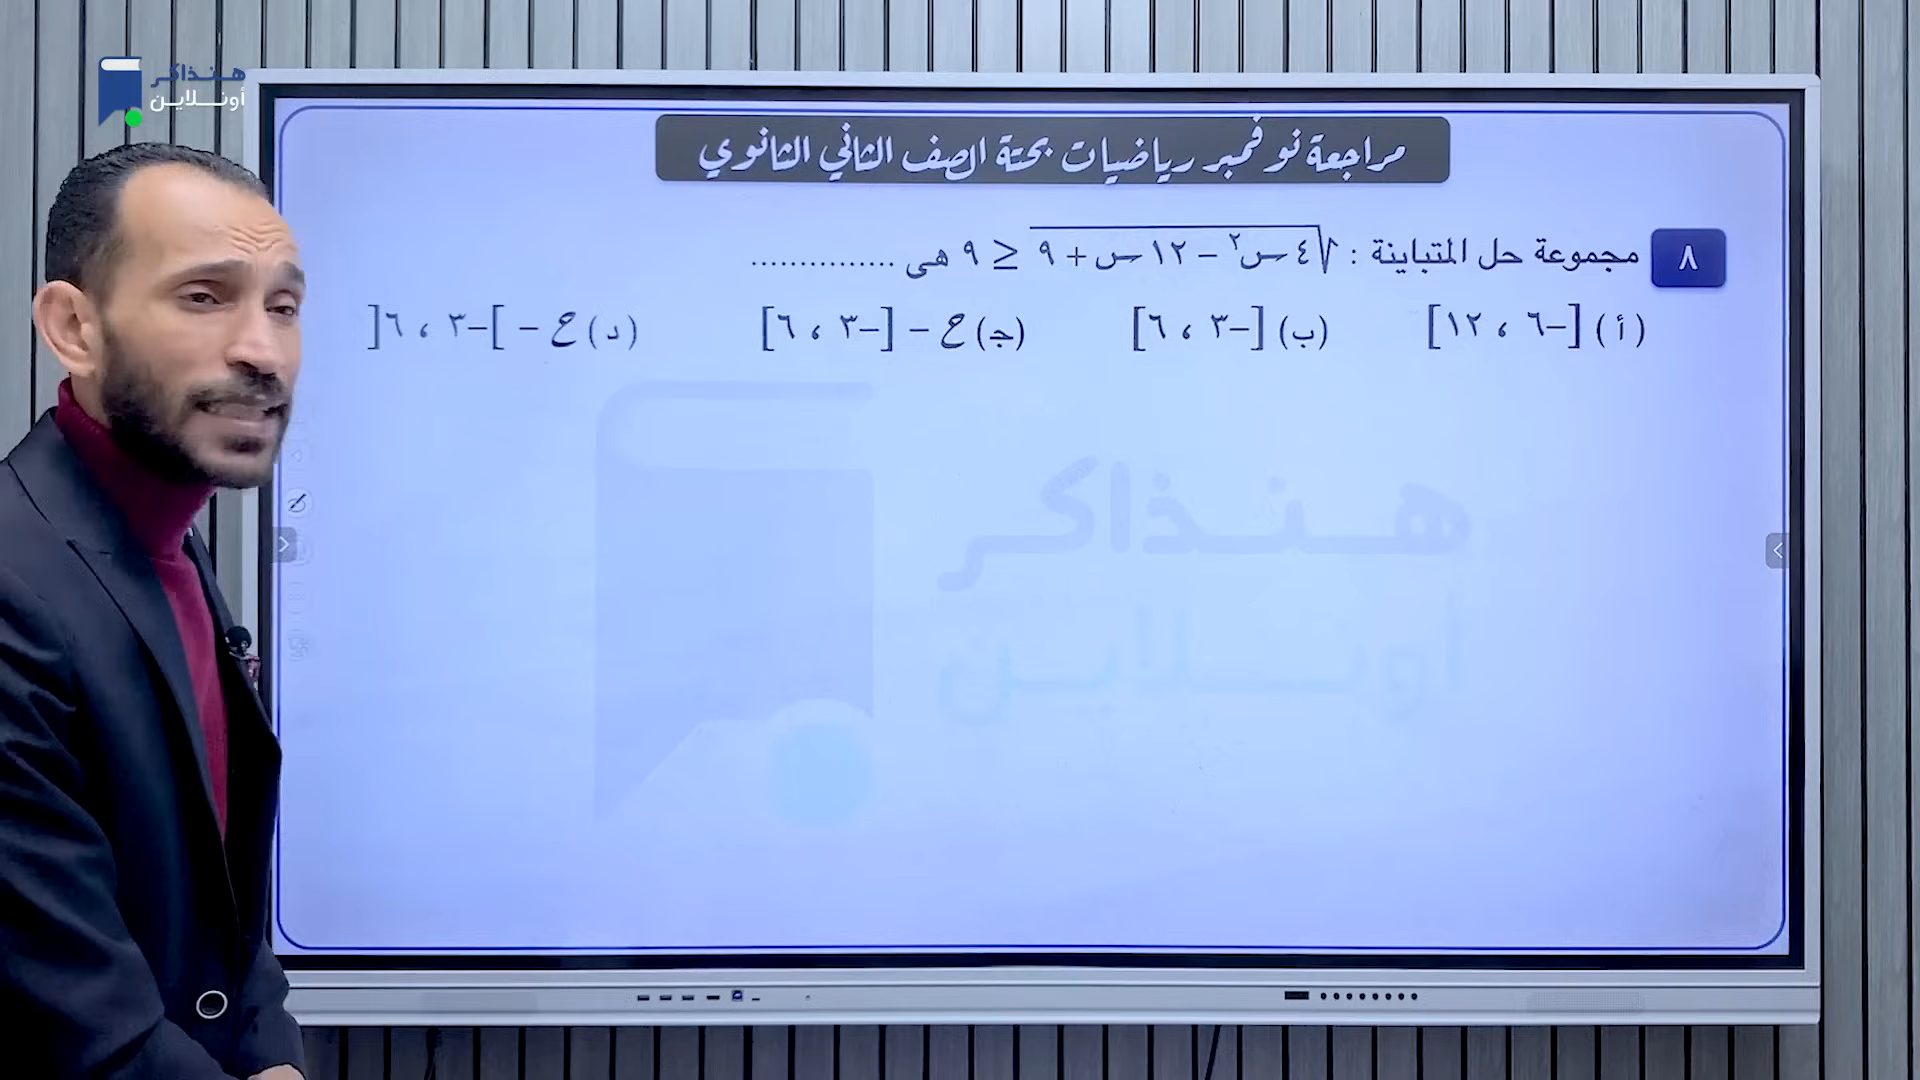 هنذاكر
أونلاين
مراجعة نوفمبر رياضيات بحتة الصف الثاني الثانوي
٨ مجموعة حل المتباينة : √٤س² − ١٢س + ٩ ≤ ٩ هى ...............
(أ) [−٦ ، ١٢] (ب) [−٣ ، ٦] (جـ) ح − [−٣ ، ٦] (د) ح − ]−٣ ، ٦[
هنذاكر
أونلاين